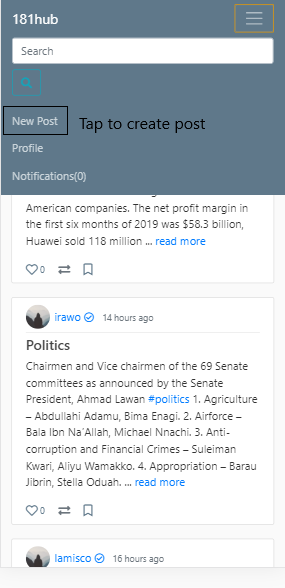 181hub
Search
New Post
Tap to create post
Profile
Notifications(0)
American companies. The net profit margin in
the first six months of 2019 was $58.3 billion,
Huawei sold 118 million ... read more
0
irawo 14 hours ago
Politics
Chairmen and Vice chairmen of the 69 Senate
committees as announced by the Senate
President, Ahmad Lawan #politics 1. Agriculture
– Abdullahi Adamu, Bima Enagi. 2. Airforce –
Bala Ibn Na’Allah, Michael Nnachi. 3. Anti-
corruption and Financial Crimes – Suleiman
Kwari, Aliyu Wamakko. 4. Appropriation – Barau
Jibrin, Stella Oduah. ... read more
0
lamisco 16 hours ago